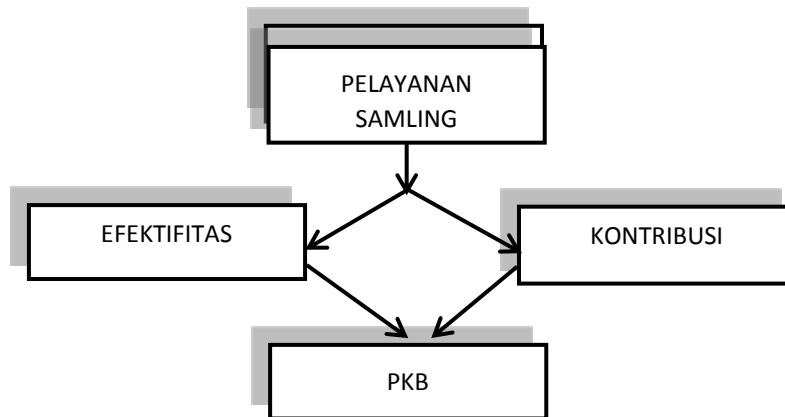 PELAYANAN
SAMLING
EFEKTIFITAS
KONTRIBUSI
PKB